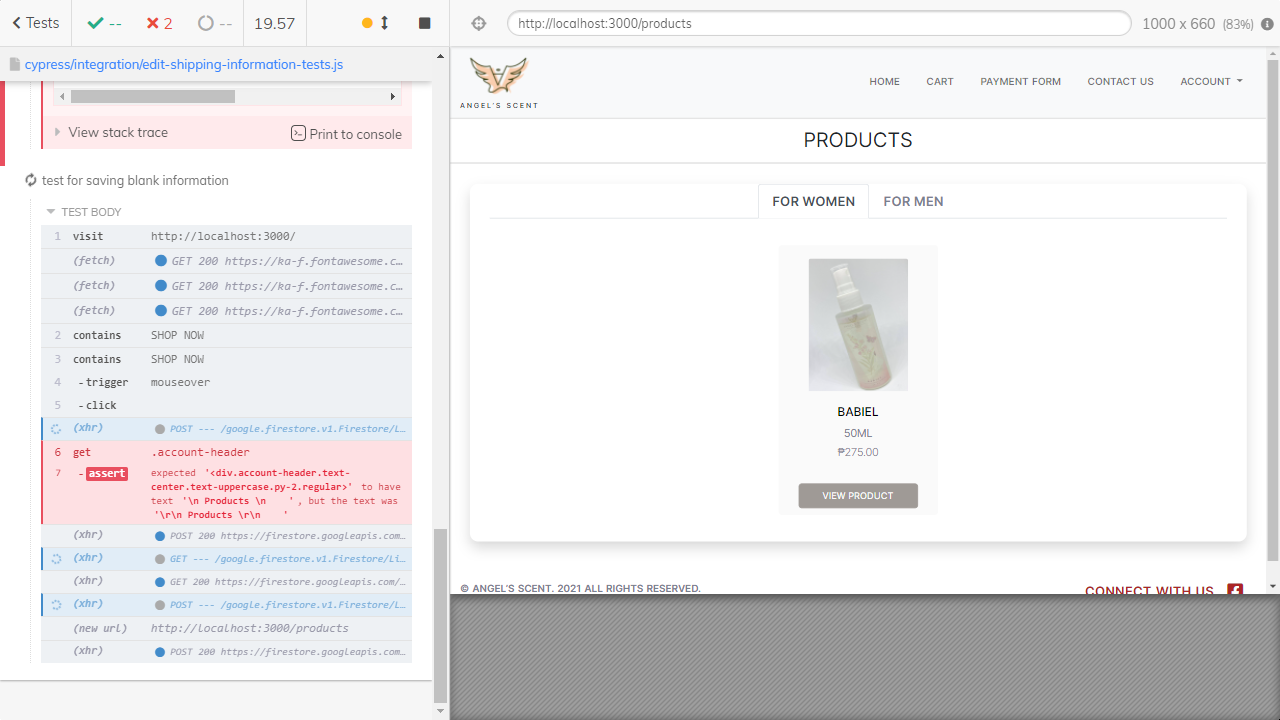 Tests
--
2
--
19.57
http://localhost:3000/products
1000 x 660 (83%)
cypress/integration/edit-shipping-information-tests.js
View stack trace
Print to console
test for saving blank information
TEST BODY
1 visit http://localhost:3000/
(fetch) GET 200 https://ka-f.fontawesome.c…
(fetch) GET 200 https://ka-f.fontawesome.c…
(fetch) GET 200 https://ka-f.fontawesome.c…
2 contains SHOP NOW
3 contains SHOP NOW
4 -trigger mouseover
5 -click
(xhr) POST --- /google.firestore.v1.Firestore/L…
6 get .account-header
7 -assert expected '<div.account-header.text-
center.text-uppercase.py-2.regular>' to have
text '\n Products \n ', but the text was
'\r\n Products \r\n '
(xhr) POST 200 https://firestore.googleapis.com…
(xhr) GET --- /google.firestore.v1.Firestore/Li…
(xhr) GET 200 https://firestore.googleapis.com/…
(xhr) POST --- /google.firestore.v1.Firestore/L…
(new url) http://localhost:3000/products
(xhr) POST 200 https://firestore.googleapis.com…
ANGEL'S SCENT
HOME
CART
PAYMENT FORM
CONTACT US
ACCOUNT
PRODUCTS
FOR WOMEN
FOR MEN
BABIEL
50ML
₱275.00
VIEW PRODUCT
© ANGEL'S SCENT. 2021 ALL RIGHTS RESERVED.
CONNECT WITH US